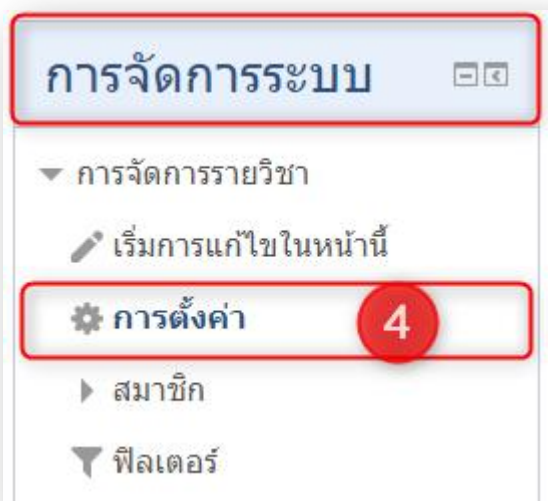 การจัดการระบบ
การจัดการรายวิชา
เริ่มการแก้ไขในหน้านี้
การตั้งค่า 4
สมาชิก
ฟิลเตอร์